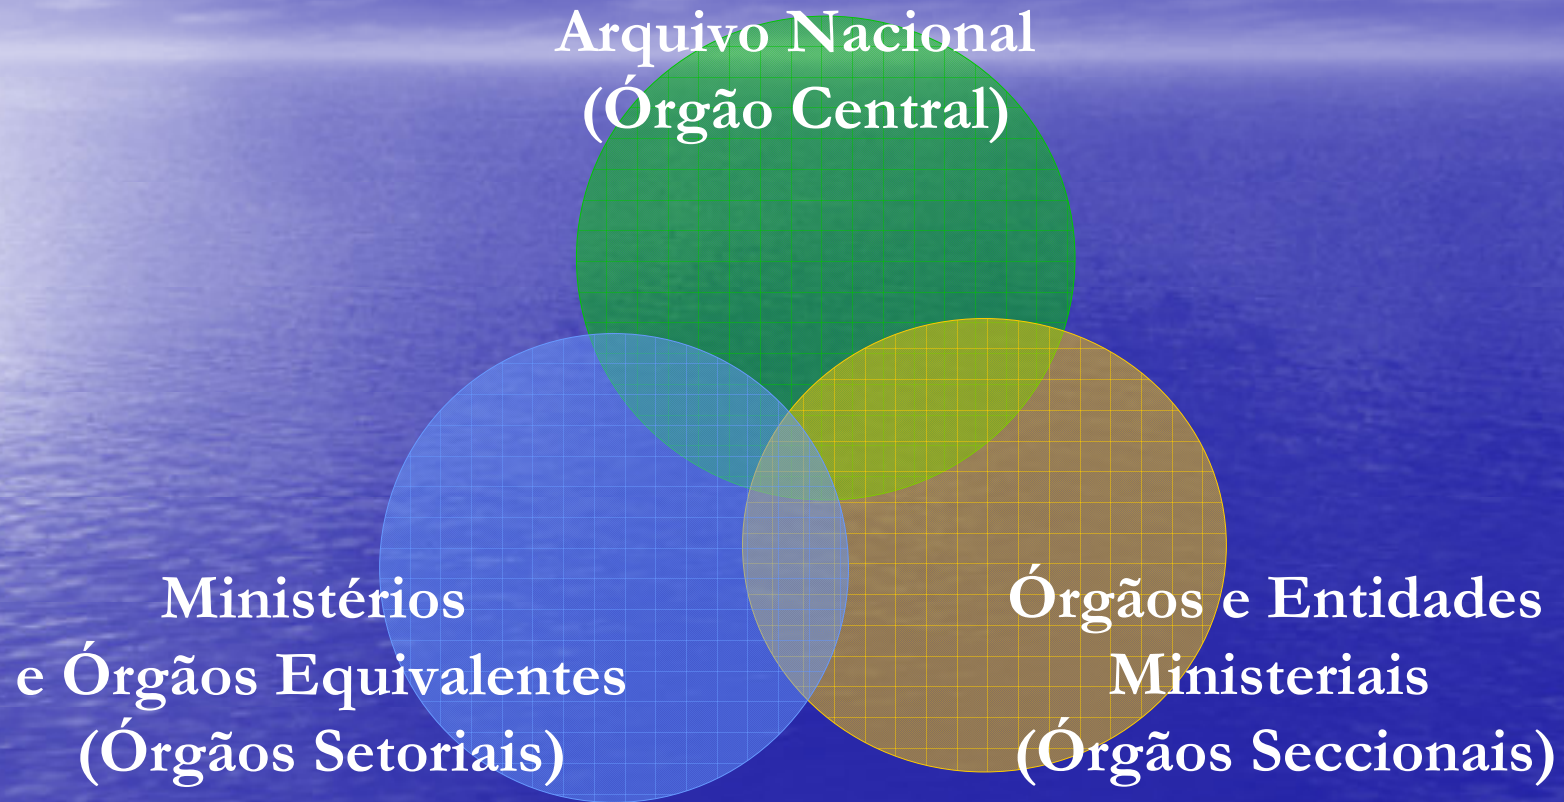 Arquivo Nacional
(Órgão Central)
Ministérios
e Órgãos Equivalentes
(Órgãos Setoriais)
Órgãos e Entidades
Ministeriais
(Órgãos Seccionais)